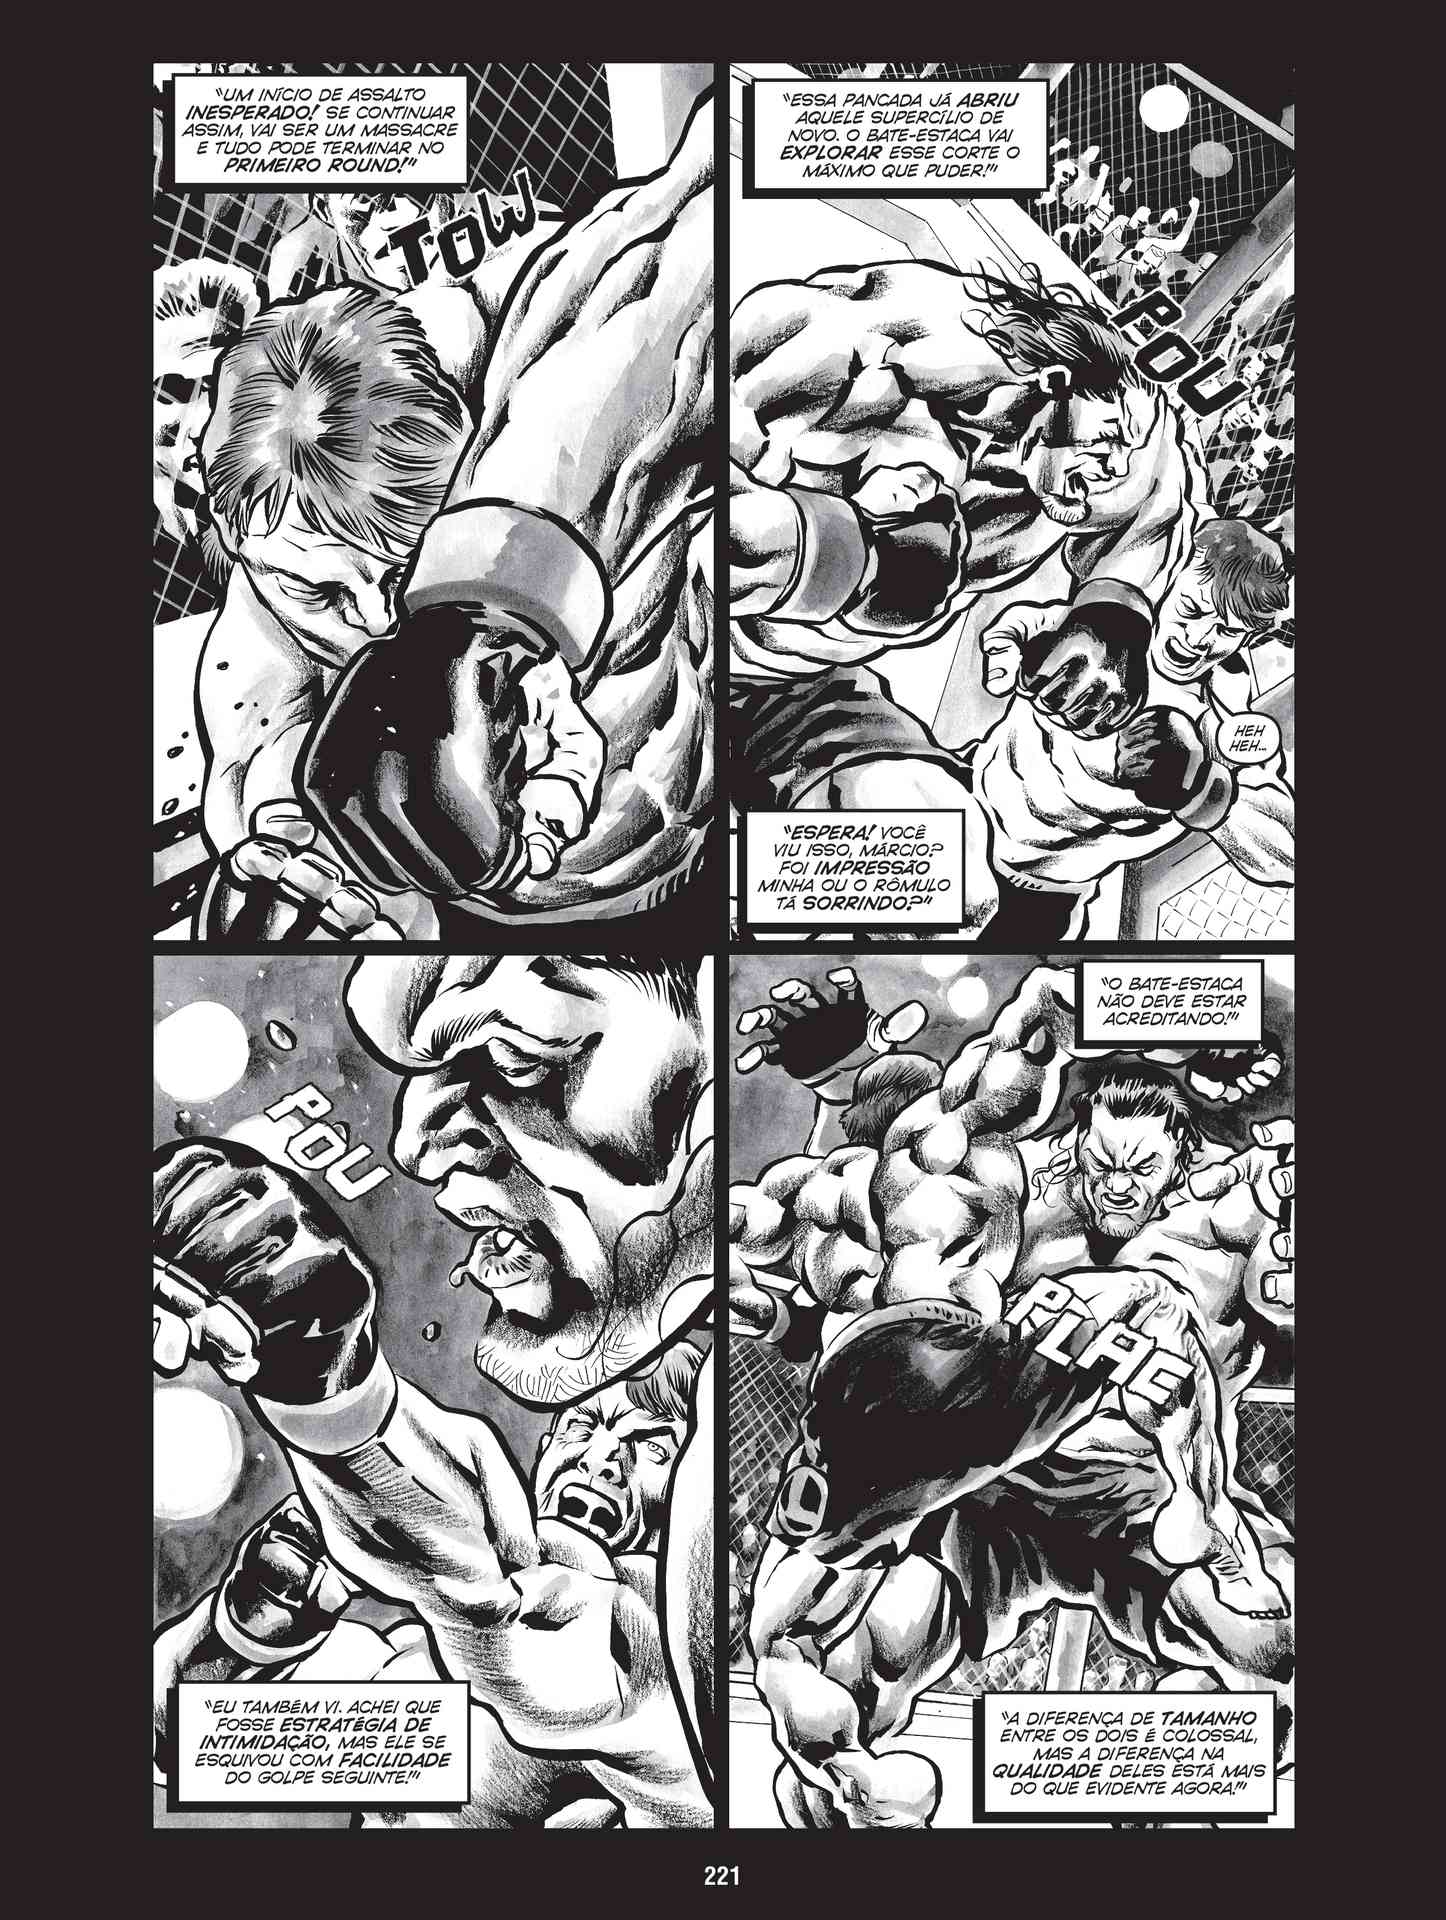 "UM INÍCIO DE ASSALTO
INESPERADO! SE CONTINUAR
ASSIM, VAI SER UM MASSACRE
E TUDO PODE TERMINAR NO
PRIMEIRO ROUND!"
TOW
"ESSA PANCADA JÁ ABRIU
AQUELE SUPERCÍLIO DE
NOVO. O BATE-ESTACA VAI
EXPLORAR ESSE CORTE O
MÁXIMO QUE PUDER!"
POU
HEH
HEH...
"ESPERA! VOCÊ
VIU ISSO, MÁRCIO?
FOI IMPRESSÃO
MINHA OU O RÔMULO
TÁ SORRINDO?"
POU
"EU TAMBÉM VI. ACHEI QUE
FOSSE ESTRATÉGIA DE
INTIMIDAÇÃO, MAS ELE SE
ESQUIVOU COM FACILIDADE
DO GOLPE SEGUINTE."
"O BATE-ESTACA
NÃO DEVE ESTAR
ACREDITANDO!"
PLAC
"A DIFERENÇA DE TAMANHO
ENTRE OS DOIS É COLOSSAL,
MAS A DIFERENÇA NA
QUALIDADE DELES ESTÁ MAIS
DO QUE EVIDENTE AGORA!"
221